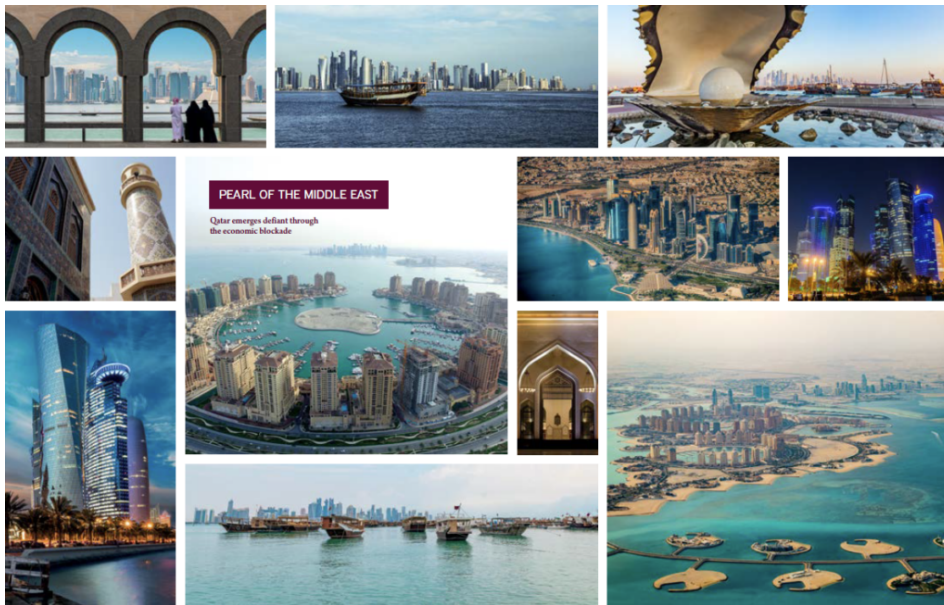 PEARL OF THE MIDDLE EAST
Qatar emerges defiant through
the economic blockade